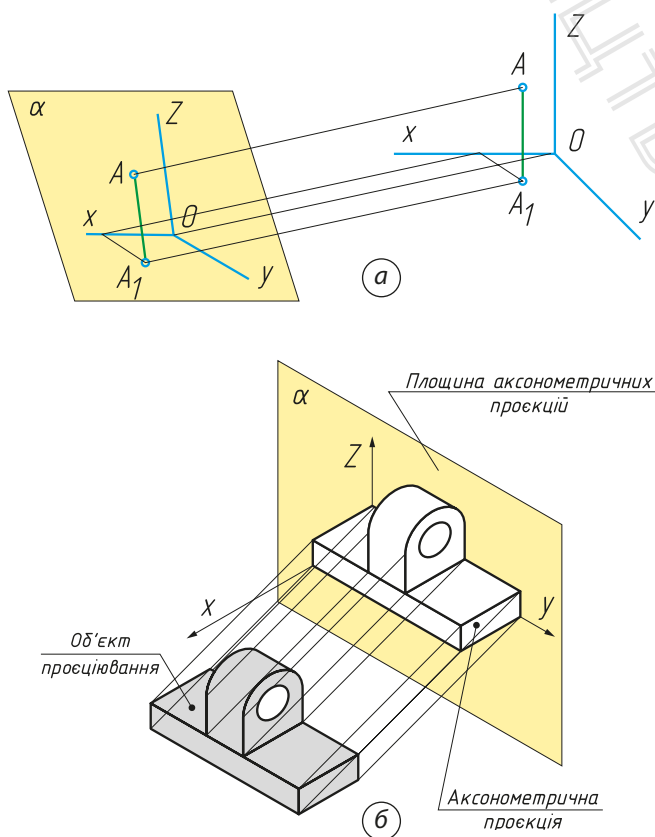 α
Z
A
x
O
A1
y
Z
A
x
O
A1
y
а
α
Площина аксонометричних
проєкцій
Z
x
y
Об'єкт
проєціювання
Аксонометрична
проєкція
б